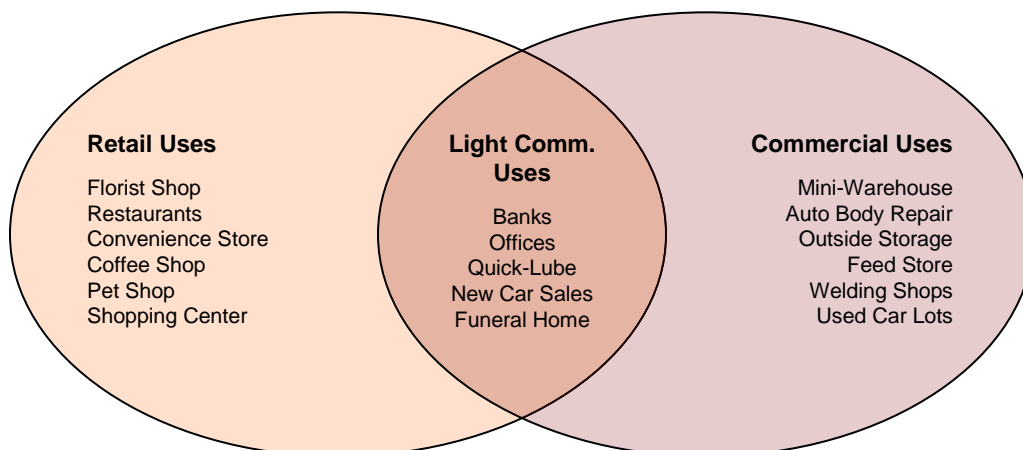 Retail Uses
Florist Shop
Restaurants
Convenience Store
Coffee Shop
Pet Shop
Shopping Center
Light Comm.
Uses
Banks
Offices
Quick-Lube
New Car Sales
Funeral Home
Commercial Uses
Mini-Warehouse
Auto Body Repair
Outside Storage
Feed Store
Welding Shops
Used Car Lots